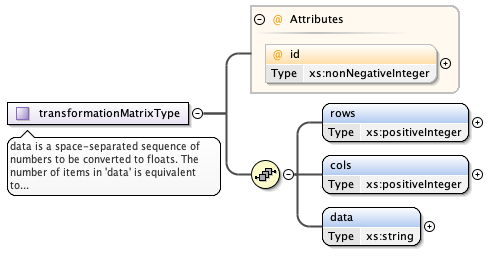 @ Attributes
@ id
Type xs:nonNegativeInteger
transformationMatrixType
data is a space-separated sequence of
numbers to be converted to floats. The
number of items in 'data' is equivalent
to...
rows
Type xs:positiveInteger
cols
Type xs:positiveInteger
data
Type xs:string